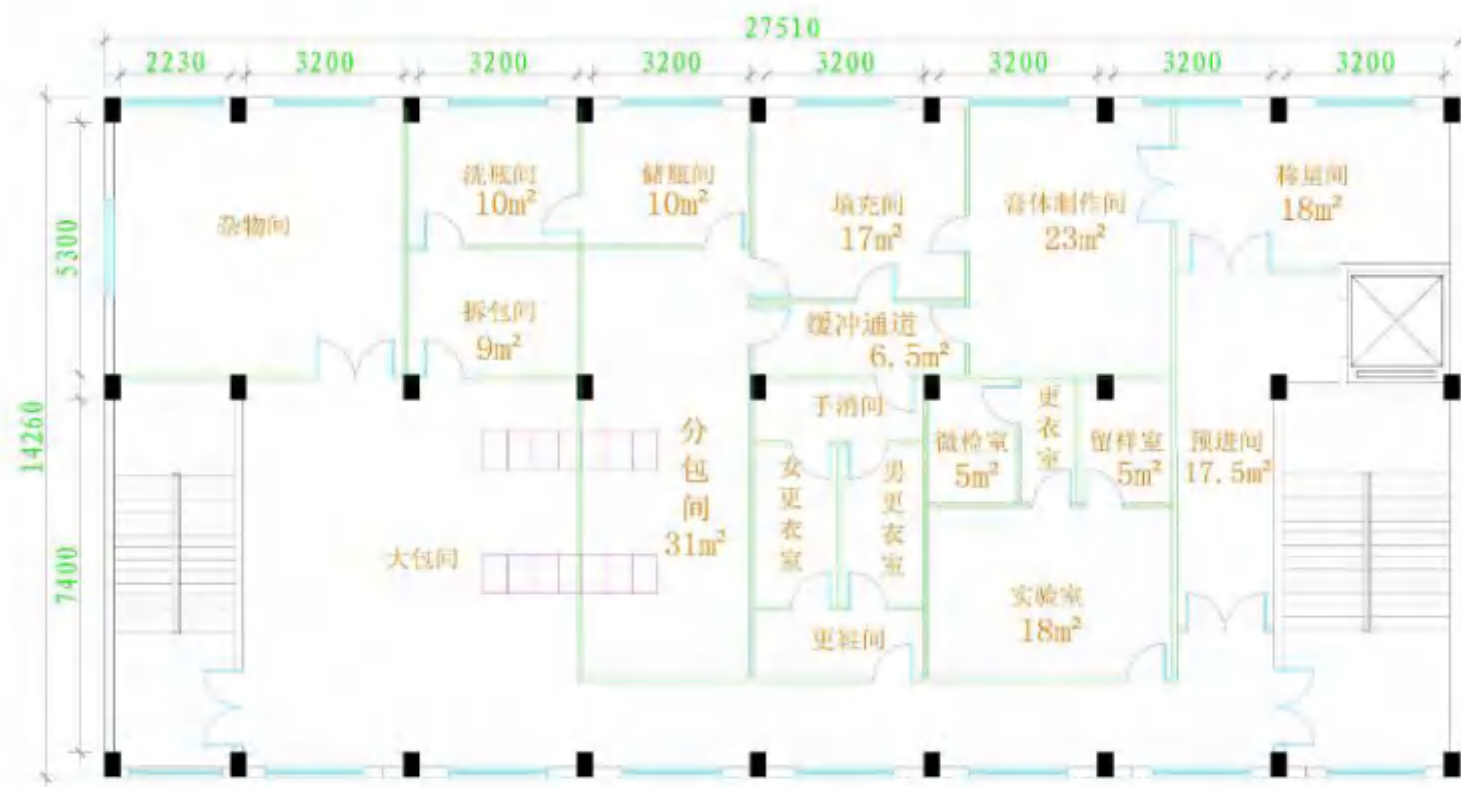 27510
2230 3200 3200 3200 3200 3200 3200 3200
5300
14260
7400
杂物间
洗瓶间
10m²
储瓶间
10m²
填充间
17m²
膏体制作间
23m²
称量间
18m²
拆包间
9m²
缓冲通道
6.5m²
手消间
分包间
31m²
女更衣室
男更衣室
微检室
5m²
更衣室
留样室
5m²
预进间
17.5m²
大包间
更鞋间
实验室
18m²